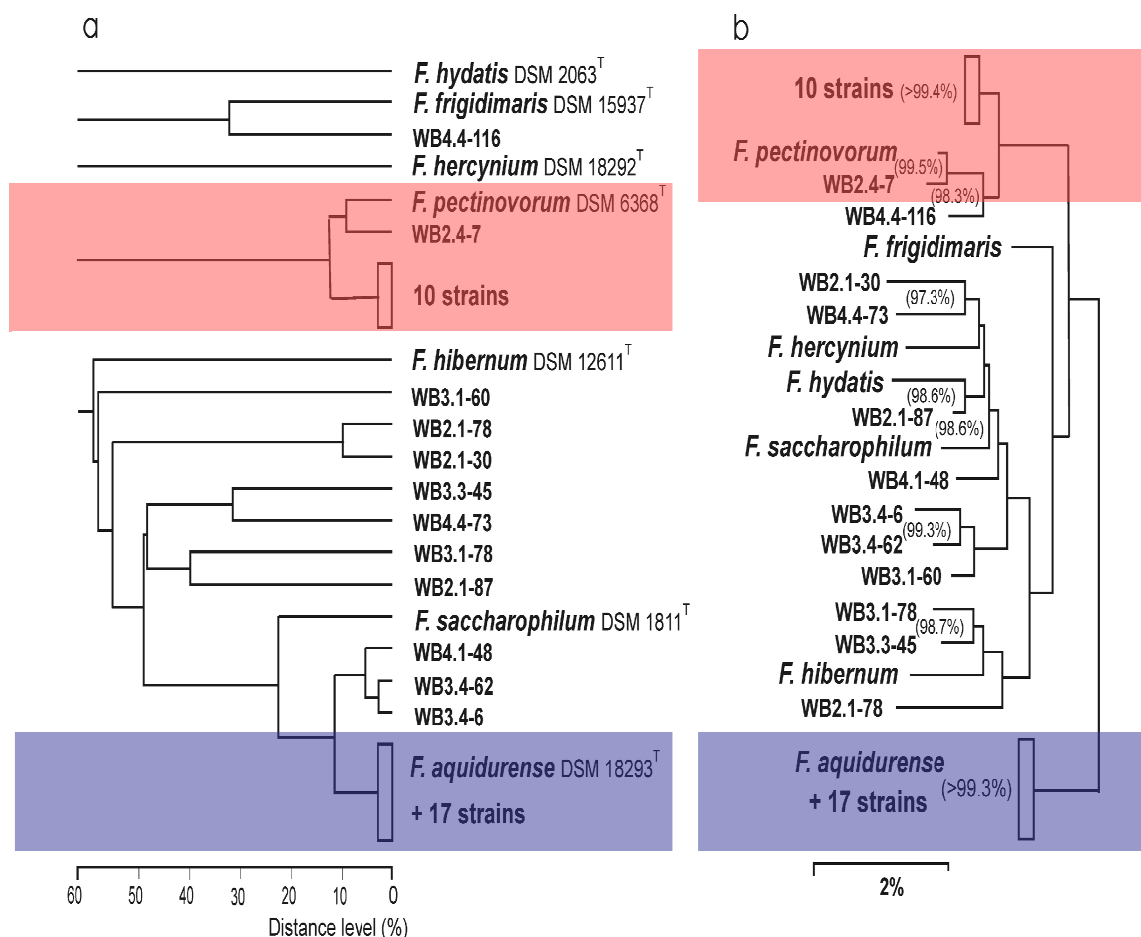 a
F. hydatis DSM 2063T
F. frigidimaris DSM 15937T
WB4.4-116
F. hercynium DSM 18292T
F. pectinovorum DSM 6368T
WB2.4-7
10 strains
F. hibernum DSM 12611T
WB3.1-60
WB2.1-78
WB2.1-30
WB3.3-45
WB4.4-73
WB3.1-78
WB2.1-87
F. saccharophilum DSM 1811T
WB4.1-48
WB3.4-62
WB3.4-6
F. aquidurense DSM 18293T
+ 17 strains
60 50 40 30 20 10 0
Distance level (%)
b
10 strains (>99.4%)
F. pectinovorum
(99.5%)
WB2.4-7
(98.3%)
WB4.4-116
F. frigidimaris
WB2.1-30
(97.3%)
WB4.4-73
F. hercynium
F. hydatis
(98.6%)
WB2.1-87
(98.6%)
F. saccharophilum
WB4.1-48
WB3.4-6
(99.3%)
WB3.4-62
WB3.1-60
WB3.1-78
(98.7%)
WB3.3-45
F. hibernum
WB2.1-78
F. aquidurense
+ 17 strains (>99.3%)
2%